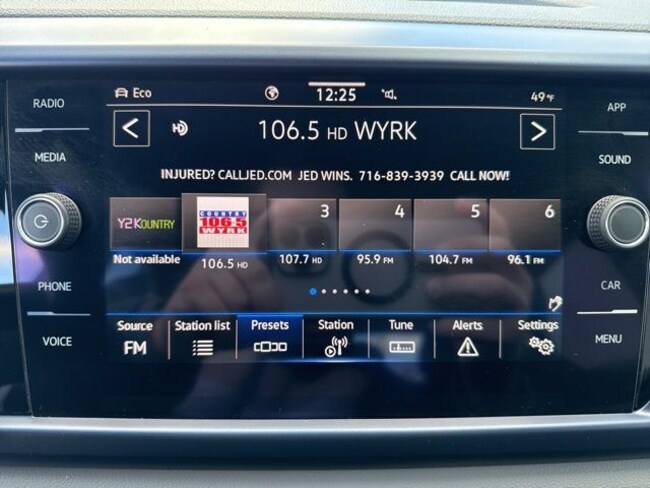 RADIO
MEDIA
PHONE
VOICE
Eco 12:25 49°F
106.5 HD WYRK
INJURED? CALLJED.COM JED WINS. 716-839-3939 CALL NOW!
Y2KOUNTRY COUNTRY 106.5 WYRK 3 4 5 6
Not available 106.5 HD 107.7 HD 95.9 FM 104.7 FM 96.1 FM
Source Station list Presets Station Tune Alerts Settings
FM
APP
SOUND
CAR
MENU